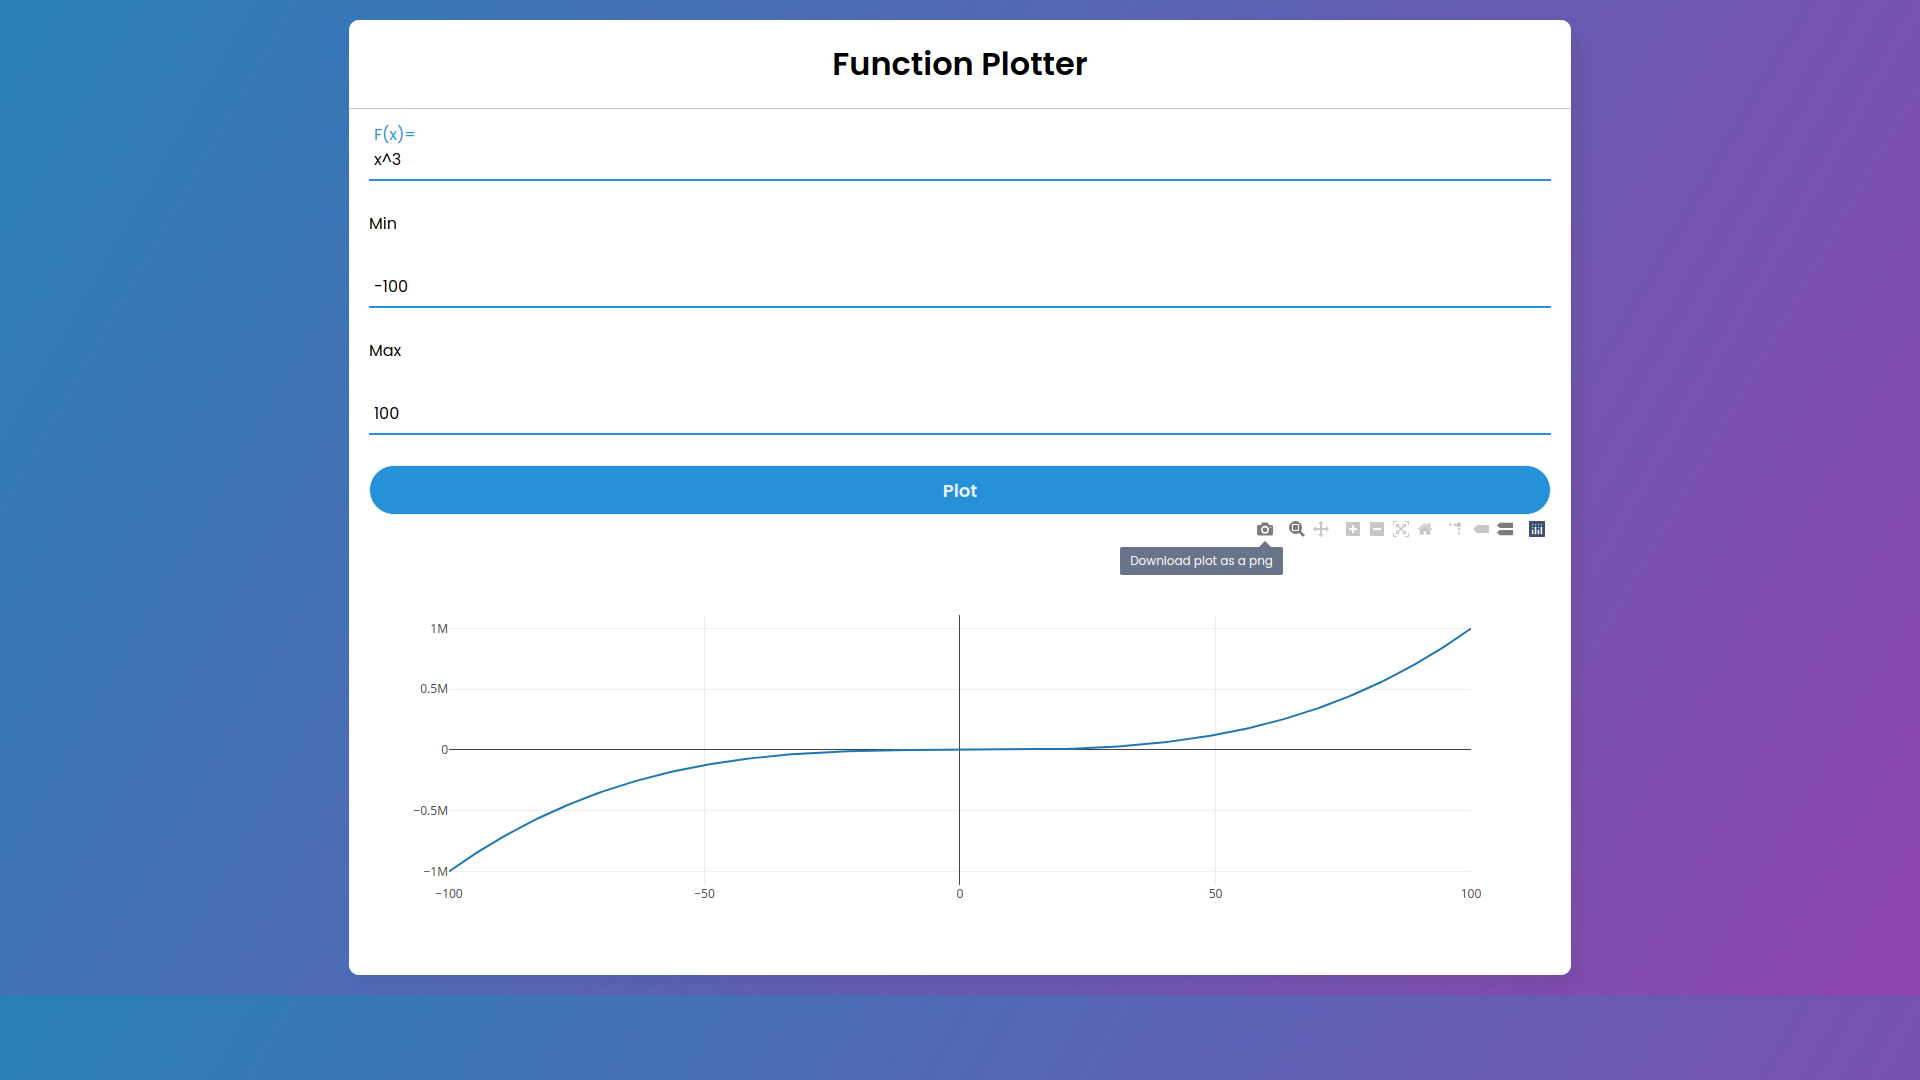 Function Plotter
F(x)=
x^3
Min
-100
Max
100
Plot
Download plot as a png
1M
0.5M
0
−0.5M
−1M
−100 −50 0 50 100